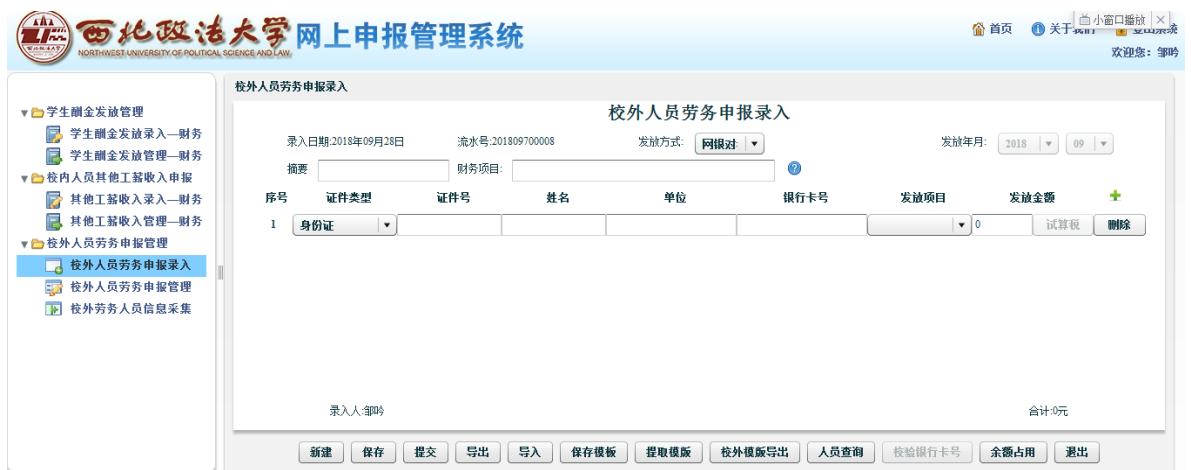 西北政法大学 网上申报管理系统
NORTHWEST UNIVERSITY OF POLITICAL SCIENCE AND LAW
首页 关于我们
小窗口播放
欢迎您：邹吟
学生酬金发放管理
学生酬金发放录入—财务
学生酬金发放管理—财务
校内人员其他工薪收入申报
其他工薪收入录入—财务
其他工薪收入管理—财务
校外人员劳务申报管理
校外人员劳务申报录入
校外人员劳务申报管理
校外劳务人员信息采集
校外人员劳务申报录入
校外人员劳务申报录入
录入日期:2018年09月28日 流水号:201809700008 发放方式: 网银对 发放年月: 2018 09
摘要 财务项目:
序号 证件类型 证件号 姓名 单位 银行卡号 发放项目 发放金额
1 身份证 0 试算税 删除
录入人:邹吟 合计:0元
新建 保存 提交 导出 导入 保存模板 提取模版 校外模版导出 人员查询 校验银行卡号 余额占用 退出